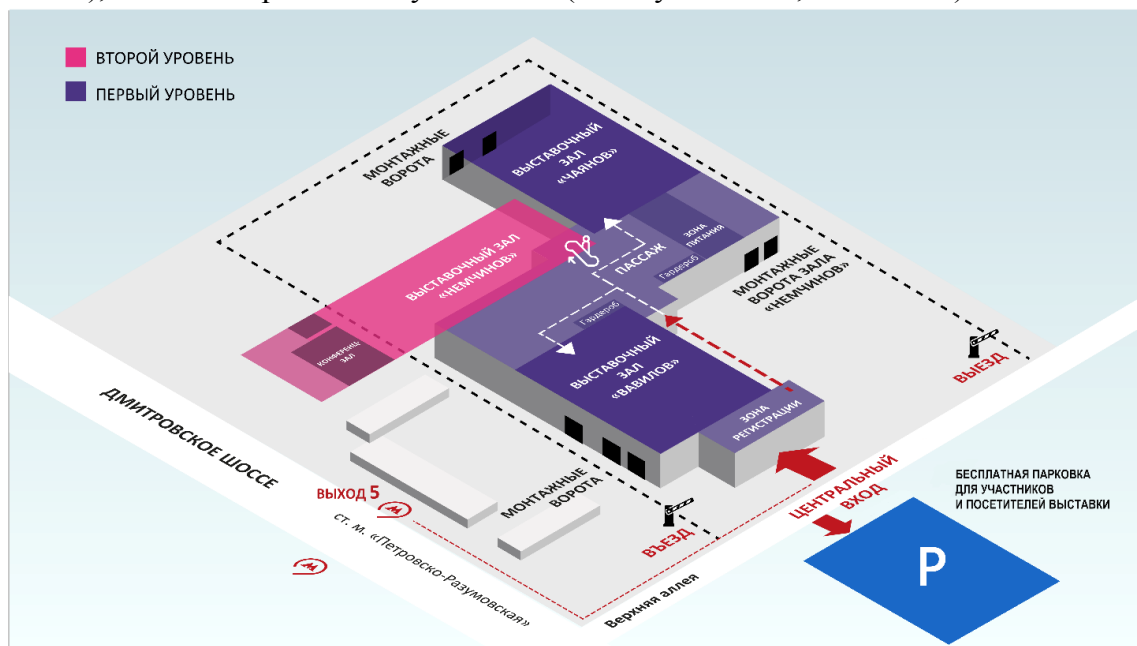 ВТОРОЙ УРОВЕНЬ
ПЕРВЫЙ УРОВЕНЬ
МОНТАЖНЫЕ
ВОРОТА
ВЫСТАВОЧНЫЙ
ЗАЛ
«ЧАЯНОВ»
ЗОНА
ПИТАНИЯ
ПАССАЖ
Гардероб
ВЫСТАВОЧНЫЙ ЗАЛ
«НЕМЧИНОВ»
МОНТАЖНЫЕ
ВОРОТА ЗАЛА
«НЕМЧИНОВ»
Гардероб
КОНФЕРЕНЦ-
ЗАЛ
ВЫСТАВОЧНЫЙ
ЗАЛ
«ВАВИЛОВ»
ВЫЕЗД
ЗОНА
РЕГИСТРАЦИИ
ДМИТРОВСКОЕ ШОССЕ
ВЫХОД 5
МОНТАЖНЫЕ
ВОРОТА
ЦЕНТРАЛЬНЫЙ
ВХОД
БЕСПЛАТНАЯ ПАРКОВКА
ДЛЯ УЧАСТНИКОВ
И ПОСЕТИТЕЛЕЙ ВЫСТАВКИ
ст. м. «Петровско-Разумовская»
ВЪЕЗД
Верхняя аллея
P